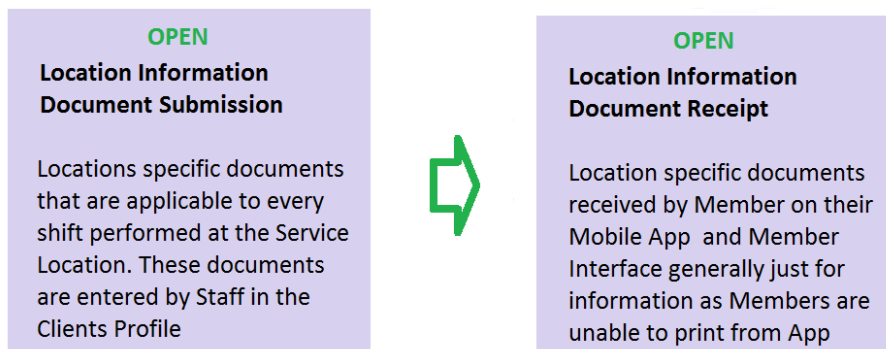 OPEN
Location Information
Document Submission
Locations specific documents
that are applicable to every
shift performed at the Service
Location. These documents
are entered by Staff in the
Clients Profile
OPEN
Location Information
Document Receipt
Location specific documents
received by Member on their
Mobile App and Member
Interface generally just for
information as Members are
unable to print from App